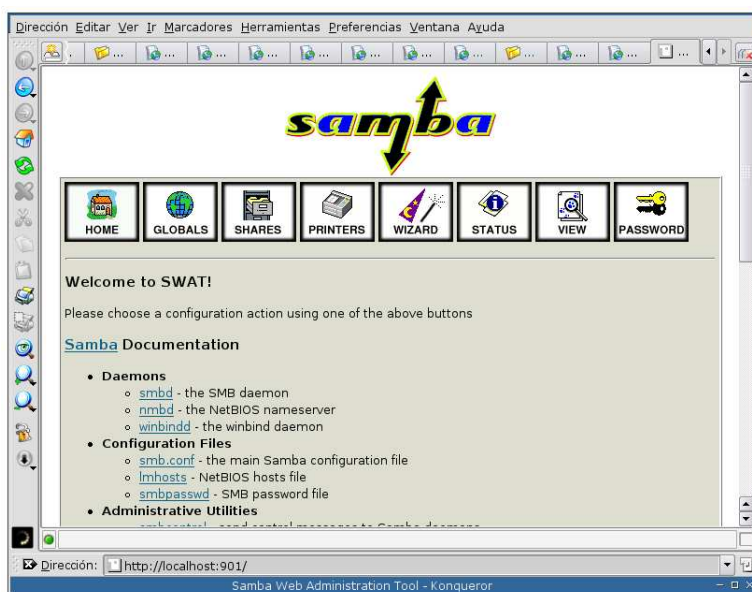 Dirección Editar Ver Ir Marcadores Herramientas Preferencias Ventana Ayuda
samba
HOME GLOBALS SHARES PRINTERS WIZARD STATUS VIEW PASSWORD
Welcome to SWAT!
Please choose a configuration action using one of the above buttons
Samba Documentation
• Daemons
smbd - the SMB daemon
nmbd - the NetBIOS nameserver
winbindd - the winbind daemon
• Configuration Files
smb.conf - the main Samba configuration file
lmhosts - NetBIOS hosts file
smbpasswd - SMB password file
• Administrative Utilities
Dirección: http://localhost:901/
Samba Web Administration Tool - Konqueror